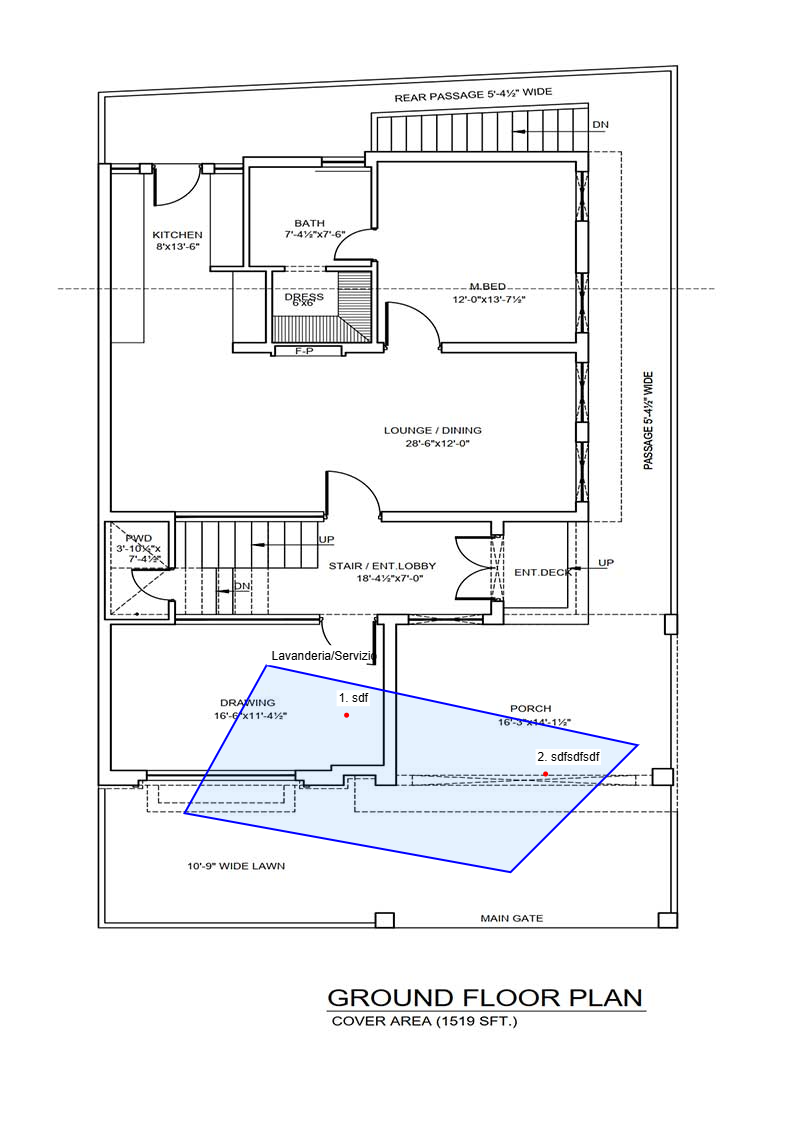 REAR PASSAGE 5'-4½" WIDE
DN
BATH
7'-4½"x7'-6"
KITCHEN
8'x13'-6"
M.BED
12'-0"x13'-7½"
DRESS
6'x6'
F-P
PASSAGE 5'-4½" WIDE
LOUNGE / DINING
28'-6"x12'-0"
PWD
3'-10½"x
7'-4½"
UP
STAIR / ENT.LOBBY
18'-4½"x7'-0"
ENT.DECK
UP
DN
Lavanderia/Servizio
1. sdf
DRAWING
16'-6"x11'-4½"
PORCH
16'-3"x14'-1½"
2. sdfsdfsdf
10'-9" WIDE LAWN
MAIN GATE
GROUND FLOOR PLAN
COVER AREA (1519 SFT.)